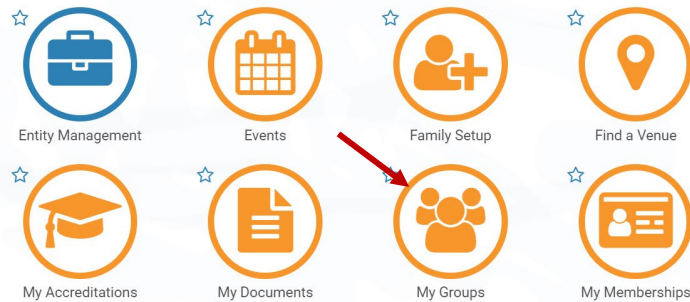 Entity Management
Events
Family Setup
Find a Venue
My Accreditations
My Documents
My Groups
My Memberships